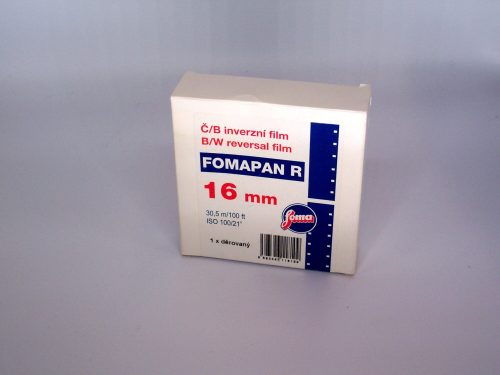 Č/B inverzní film
B/W reversal film
FOMAPAN R
16 mm
30,5 m/100 ft
ISO 100/21°
foma
1 x děrovaný